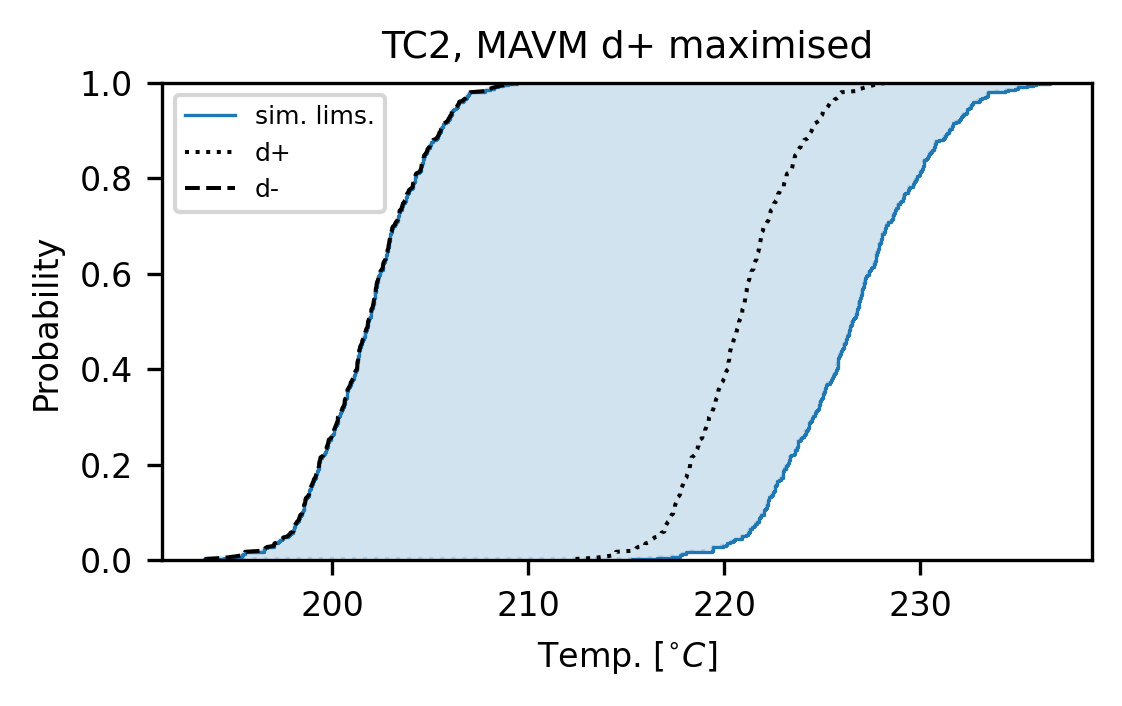 TC2, MAVM d+ maximised
1.0
0.8
0.6
0.4
0.2
0.0
Probability
sim. lims.
d+
d-
200 210 220 230
Temp. [°C]